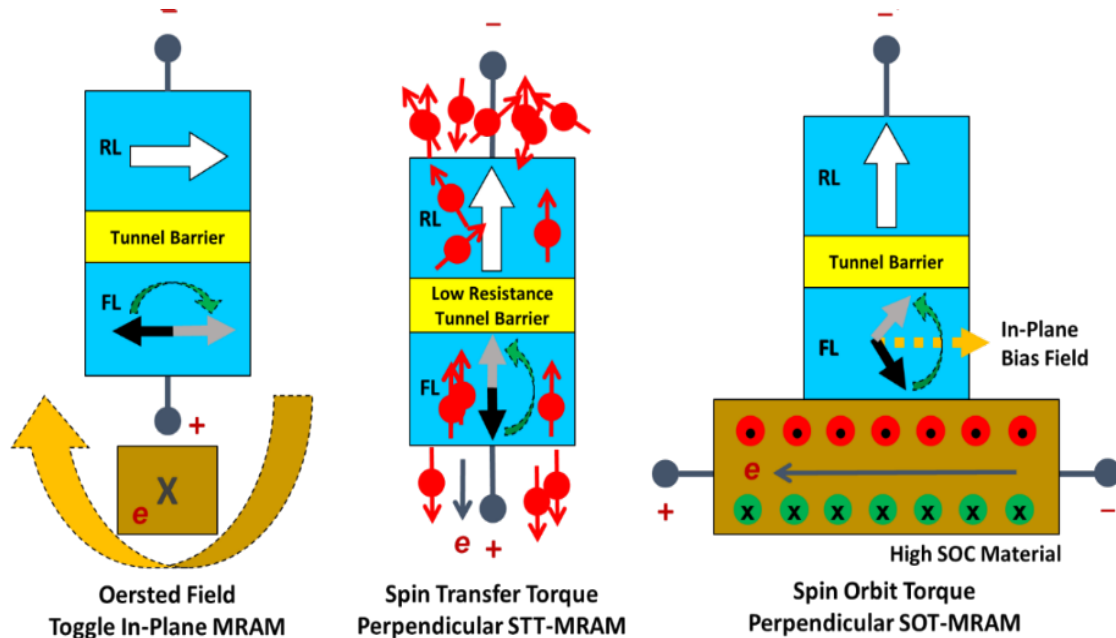 −
RL
Tunnel Barrier
FL
+
X
e
Oersted Field
Toggle In-Plane MRAM
−
RL
Low Resistance
Tunnel Barrier
FL
e +
Spin Transfer Torque
Perpendicular STT-MRAM
−
RL
Tunnel Barrier
FL
In-Plane
Bias Field
e
+
−
x x x x x x x
High SOC Material
Spin Orbit Torque
Perpendicular SOT-MRAM